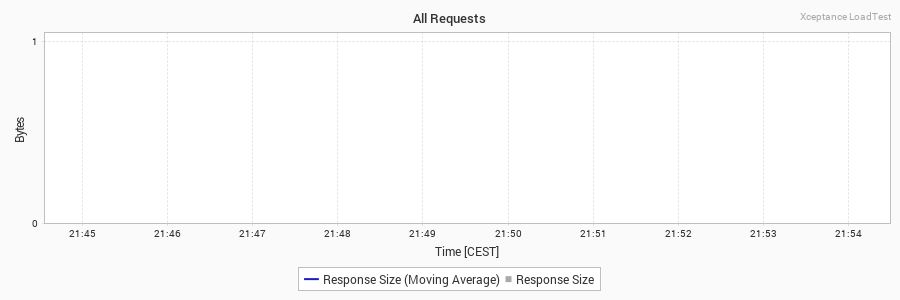 All Requests
Xceptance LoadTest
1
Bytes
0
21:45 21:46 21:47 21:48 21:49 21:50 21:51 21:52 21:53 21:54
Time [CEST]
Response Size (Moving Average) Response Size